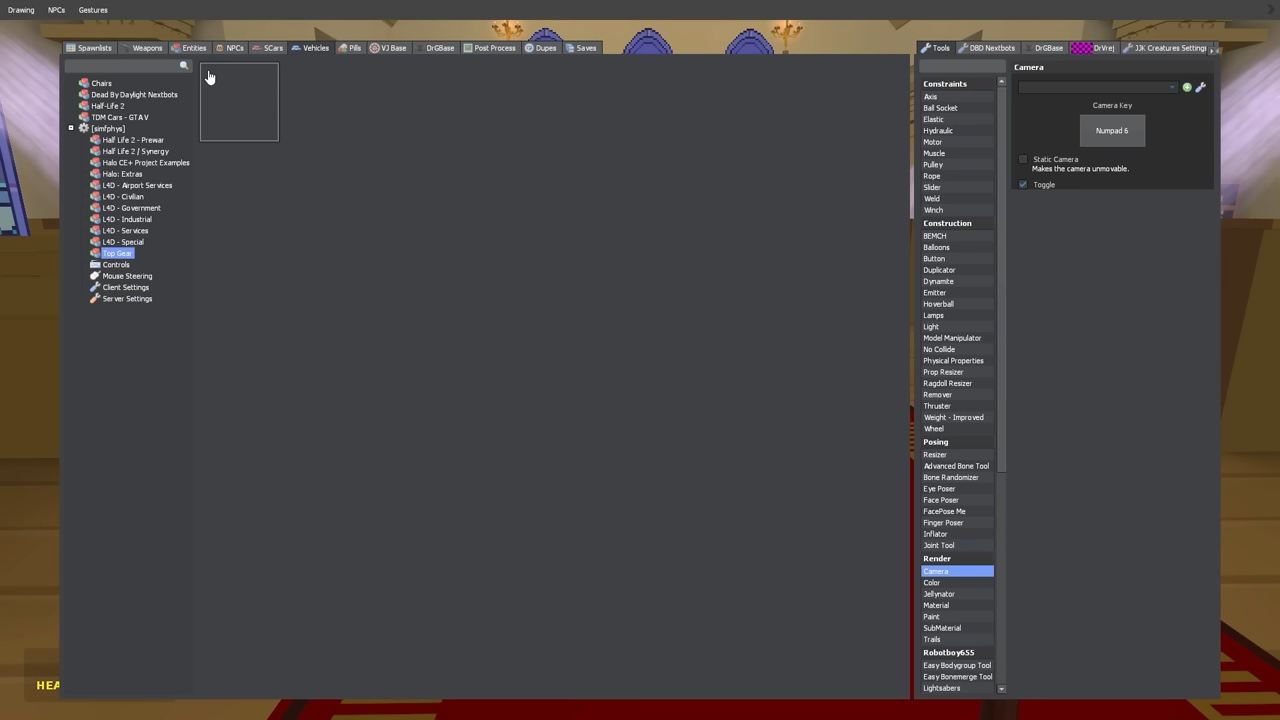 Drawing NPCs Gestures
Spawnlists Weapons Entities NPCs SCars Vehicles Pills VJ Base DrGBase Post Process Dupes Saves
Chairs
Dead By Daylight Nextbots
Half-Life 2
TDM Cars - GTA V
[simfphys]
Half Life 2 - Prewar
Half Life 2 / Synergy
Halo CE+ Project Examples
Halo: Extras
L4D - Airport Services
L4D - Civilian
L4D - Government
L4D - Industrial
L4D - Services
L4D - Special
Top Gear
Controls
Mouse Steering
Client Settings
Server Settings
HEA
Tools DBD Nextbots DrGBase DrVrej JJK Creatures Settings
Constraints
Axis
Ball Socket
Elastic
Hydraulic
Motor
Muscle
Pulley
Rope
Slider
Weld
Winch
Construction
BEMCH
Balloons
Button
Duplicator
Dynamite
Emitter
Hoverball
Lamps
Light
Model Manipulator
No Collide
Physical Properties
Prop Resizer
Ragdoll Resizer
Remover
Thruster
Weight - Improved
Wheel
Posing
Resizer
Advanced Bone Tool
Bone Randomizer
Eye Poser
Face Poser
FacePose Me
Finger Poser
Inflator
Joint Tool
Render
Camera
Color
Jellynator
Material
Paint
SubMaterial
Trails
Robotboy655
Easy Bodygroup Tool
Easy Bonemerge Tool
Lightsabers
Camera
Camera Key
Numpad 6
Static Camera
Makes the camera unmovable.
Toggle